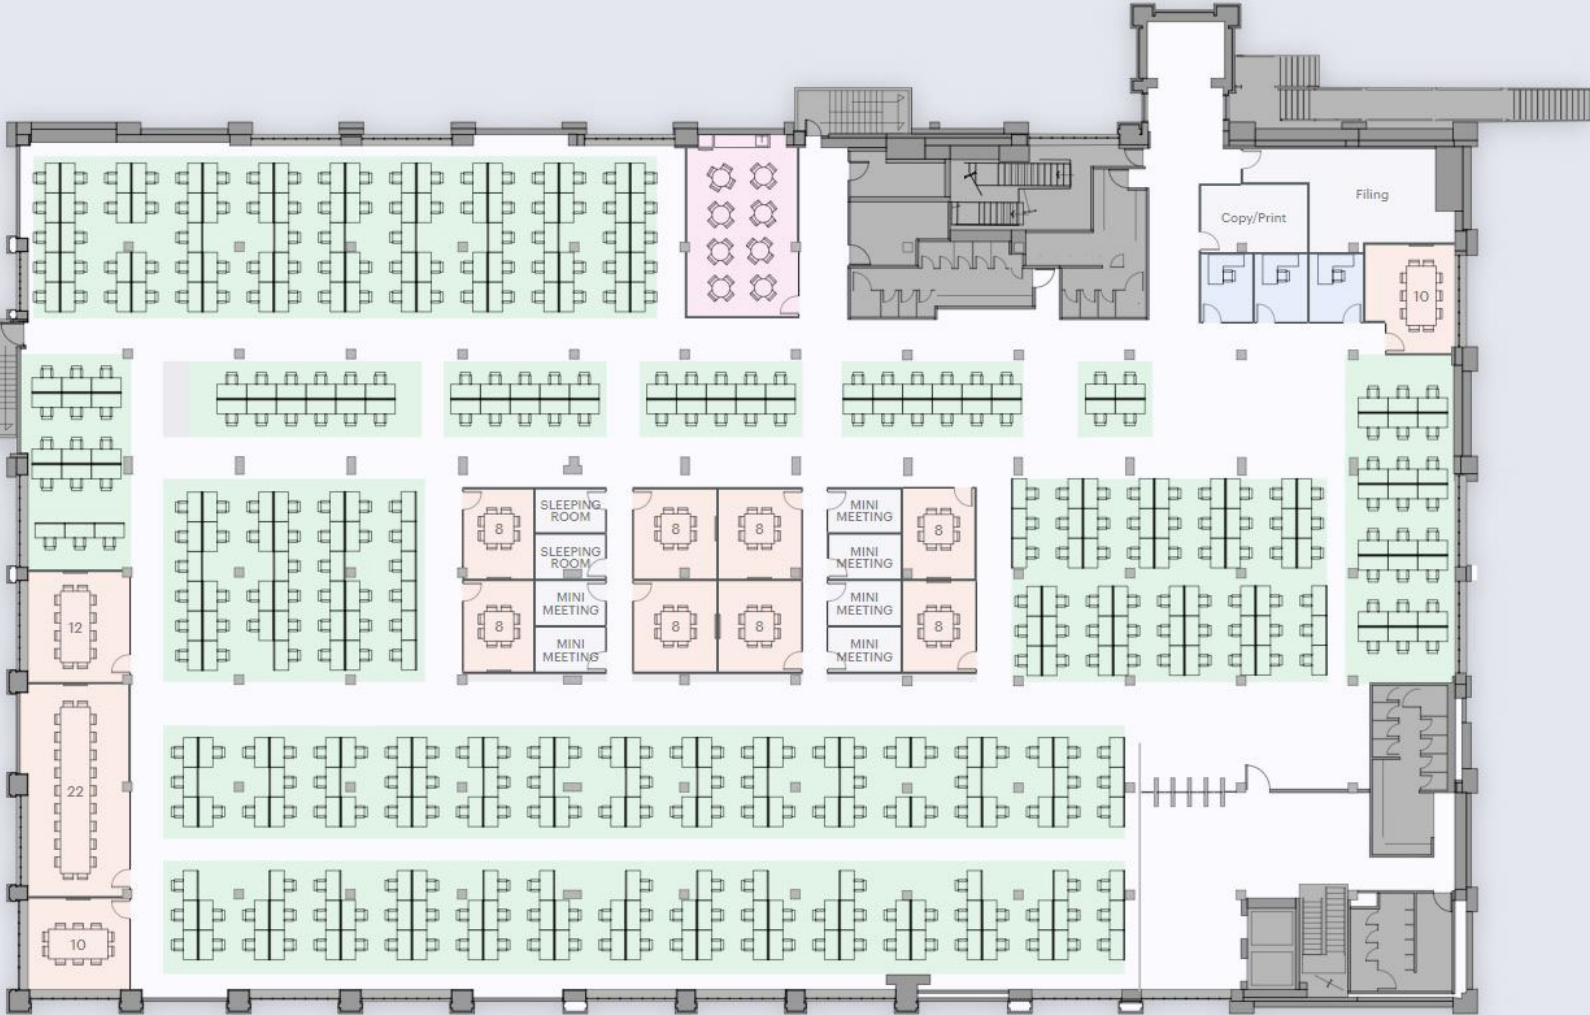 Filing
Copy/Print
10
SLEEPING
ROOM
8
8
8
MINI
MEETING
8
SLEEPING
ROOM
MINI
MEETING
12
8
MINI
MEETING
8
8
MINI
MEETING
8
MINI
MEETING
MINI
MEETING
22
10